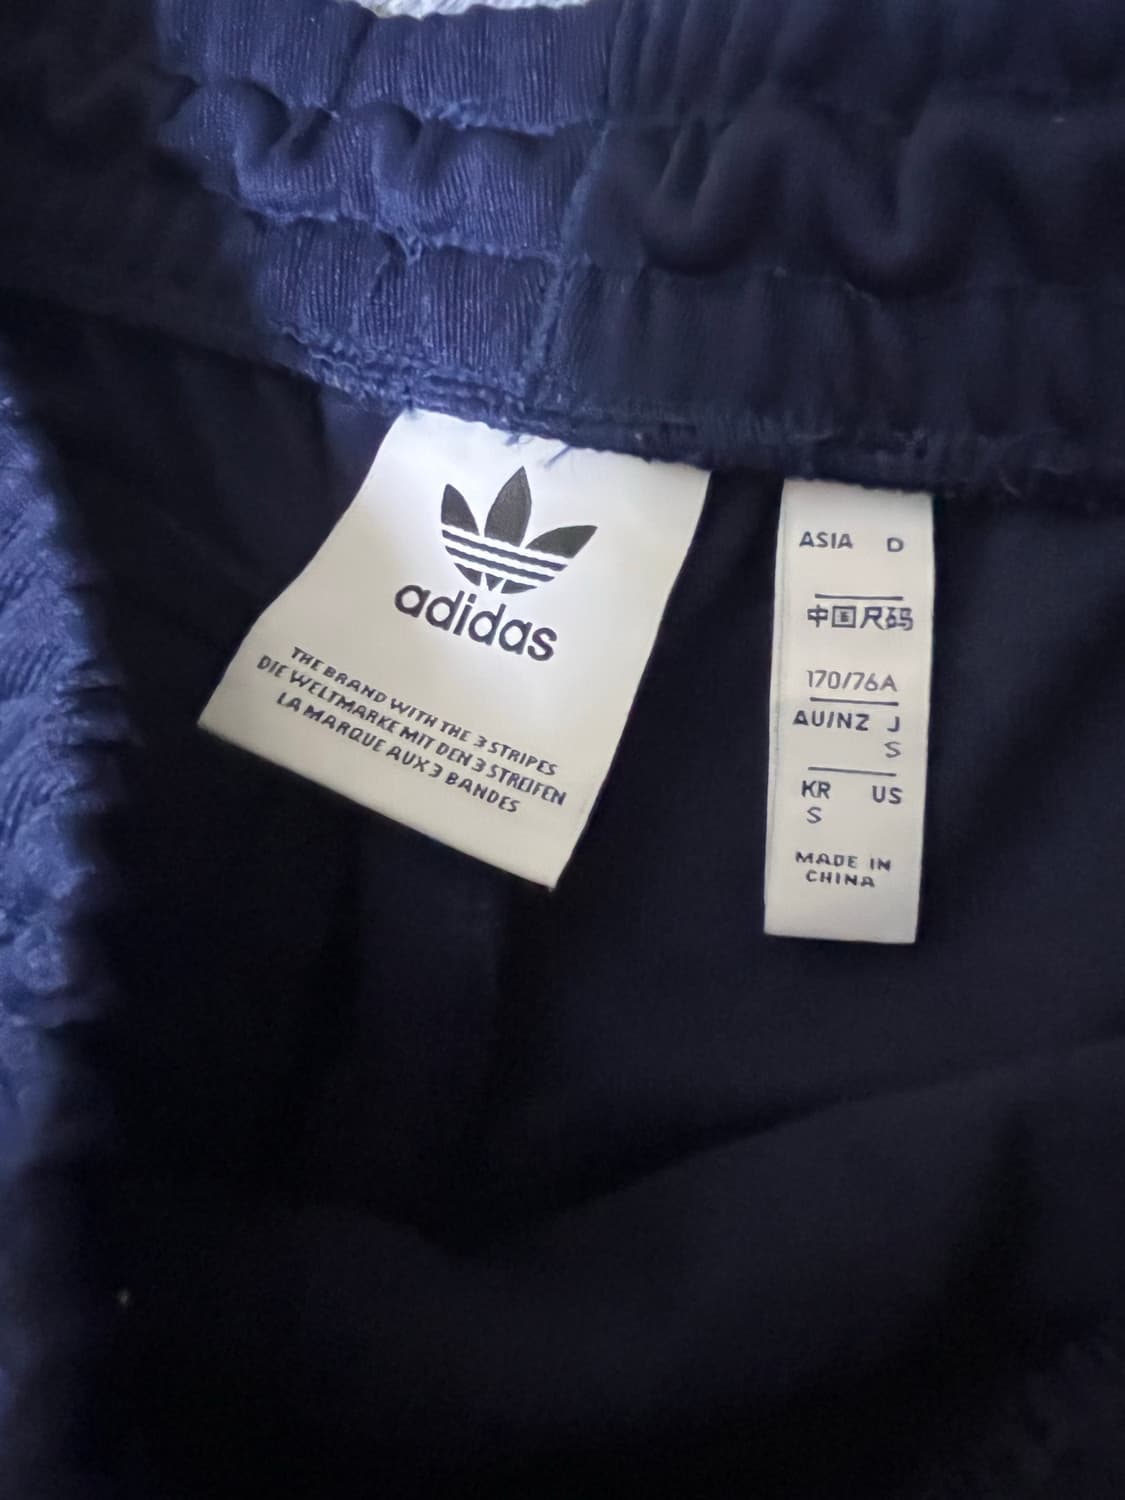 adidas
THE BRAND WITH THE 3 STRIPES
DIE WELTMARKE MIT DEN 3 STREIFEN
LA MARQUE AUX 3 BANDES
ASIA D
中国尺码
170/76A
AU/NZ J
S
KR US
S
MADE IN
CHINA